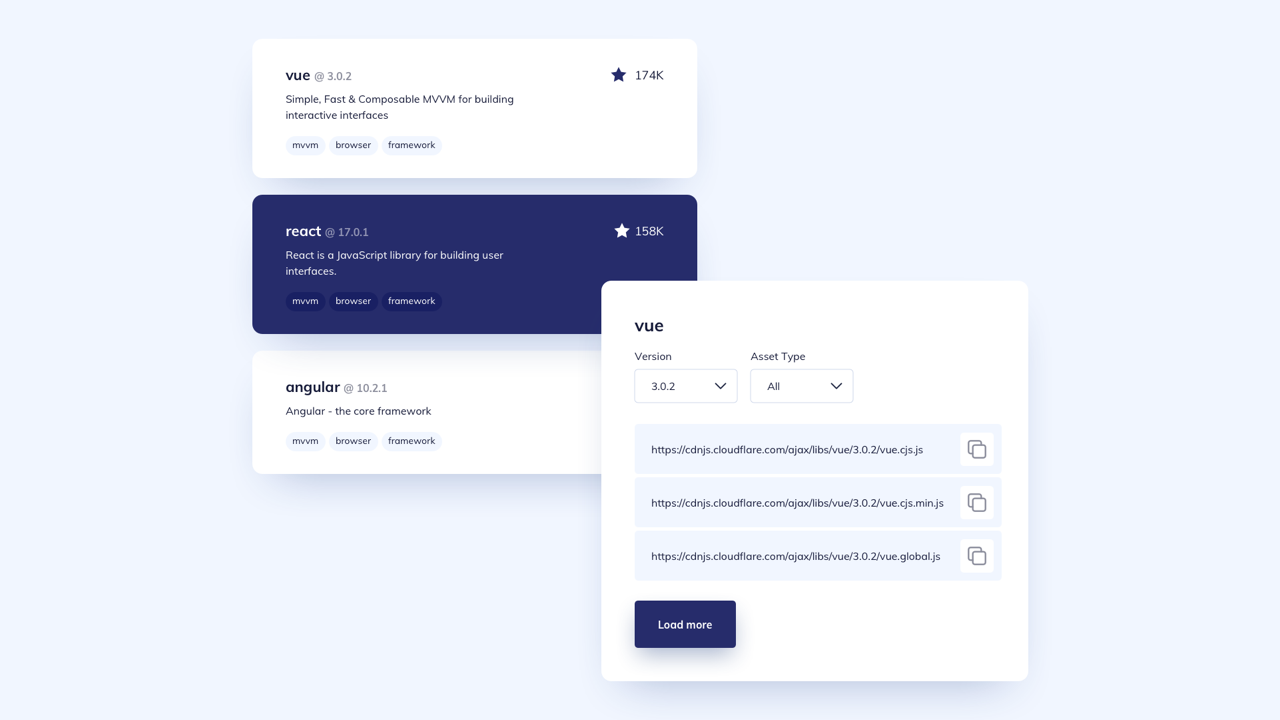 vue @ 3.0.2
174K
Simple, Fast & Composable MVVM for building
interactive interfaces
mvvm browser framework
react @ 17.0.1
158K
React is a JavaScript library for building user
interfaces.
mvvm browser framework
angular @ 10.2.1
Angular - the core framework
mvvm browser framework
vue
Version Asset Type
3.0.2 All
https://cdnjs.cloudflare.com/ajax/libs/vue/3.0.2/vue.cjs.js
https://cdnjs.cloudflare.com/ajax/libs/vue/3.0.2/vue.cjs.min.js
https://cdnjs.cloudflare.com/ajax/libs/vue/3.0.2/vue.global.js
Load more